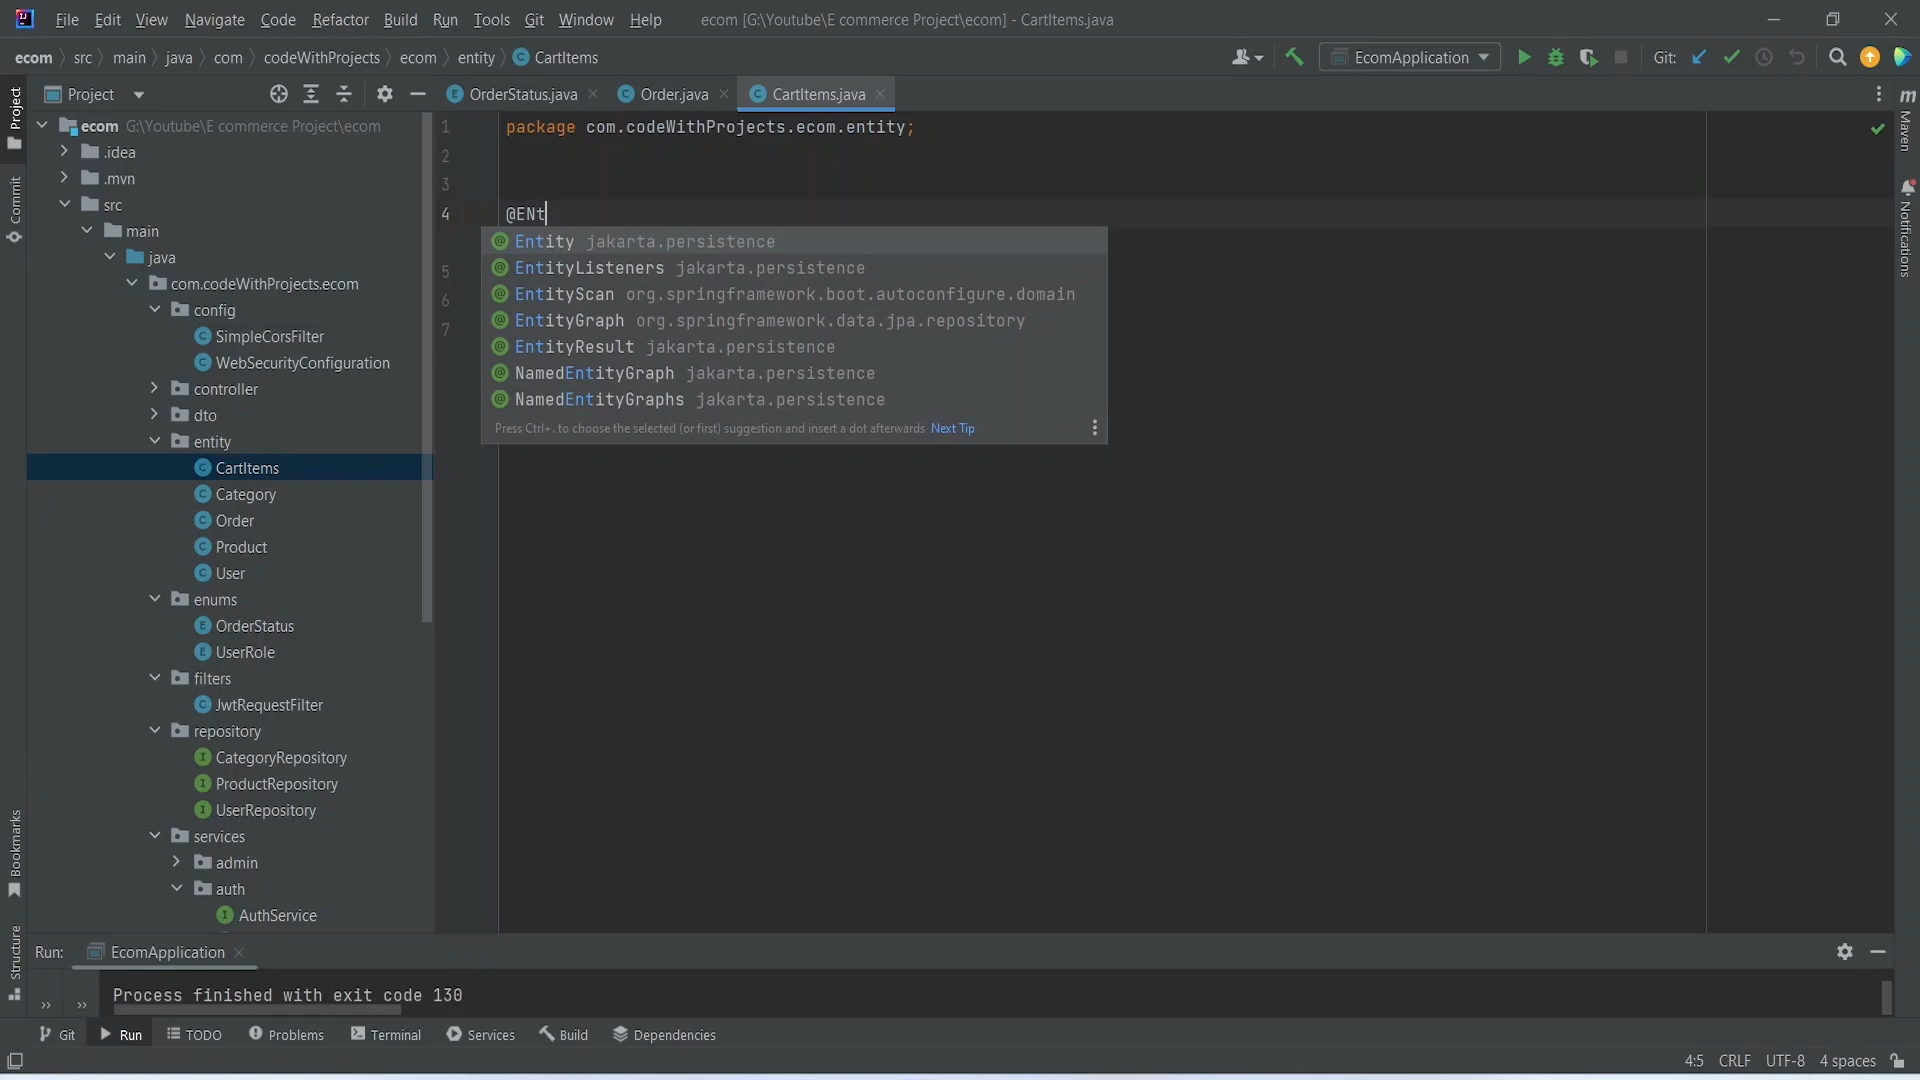 File Edit View Navigate Code Refactor Build Run Tools Git Window Help ecom [G:\Youtube\E commerce Project\ecom] - CartItems.java
ecom src main java com codeWithProjects ecom entity CartItems EcomApplication Git:
Project OrderStatus.java Order.java CartItems.java
ecom G:\Youtube\E commerce Project\ecom
.idea
.mvn
src
main
java
com.codeWithProjects.ecom
config
SimpleCorsFilter
WebSecurityConfiguration
controller
dto
entity
CartItems
Category
Order
Product
User
enums
OrderStatus
UserRole
filters
JwtRequestFilter
repository
CategoryRepository
ProductRepository
UserRepository
services
admin
auth
AuthService
1 package com.codeWithProjects.ecom.entity;
2
3
4 @ENt
5
6
7
Entity jakarta.persistence
EntityListeners jakarta.persistence
EntityScan org.springframework.boot.autoconfigure.domain
EntityGraph org.springframework.data.jpa.repository
EntityResult jakarta.persistence
NamedEntityGraph jakarta.persistence
NamedEntityGraphs jakarta.persistence
Press Ctrl+. to choose the selected (or first) suggestion and insert a dot afterwards Next Tip
Project
Commit
Bookmarks
Structure
m
Maven
Notifications
Run: EcomApplication
Process finished with exit code 130
Git Run TODO Problems Terminal Services Build Dependencies
4:5 CRLF UTF-8 4 spaces